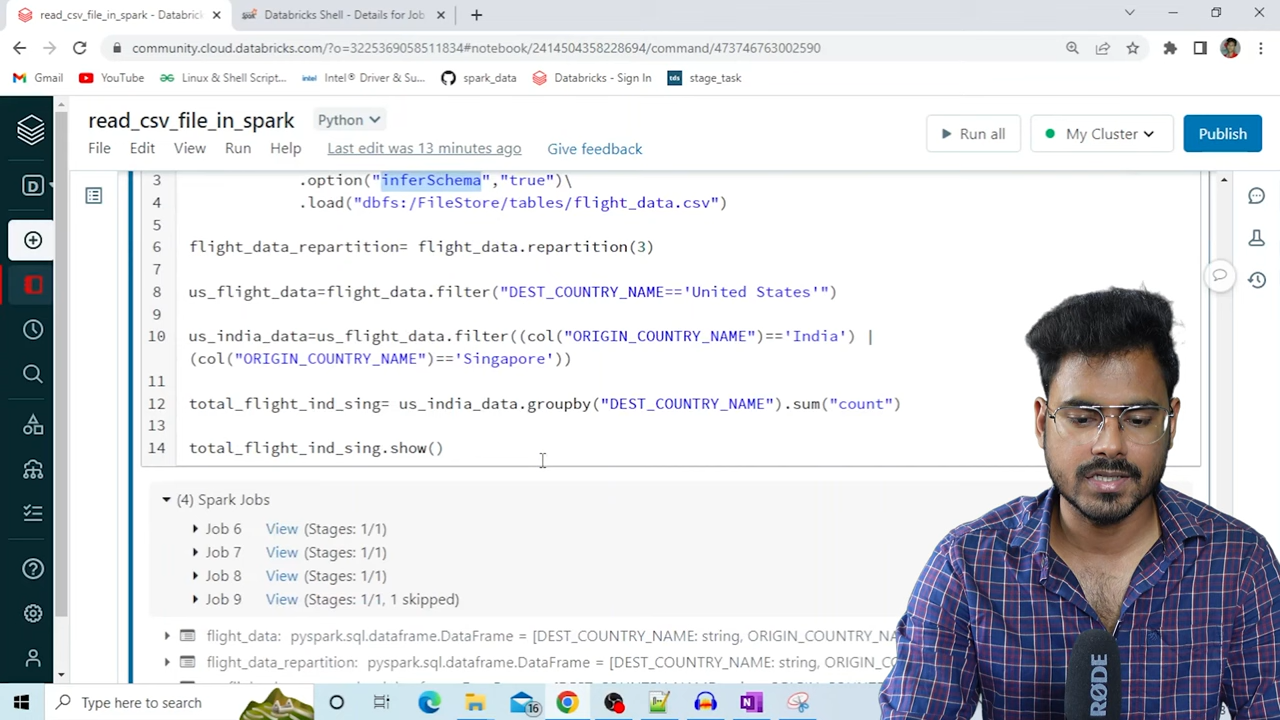 read_csv_file_in_spark - Databric
Databricks Shell - Details for Job
community.cloud.databricks.com/?o=3225369058511834#notebook/2414504358228694/command/473746763002590
Gmail
YouTube
Linux & Shell Script...
Intel® Driver & Su...
spark_data
Databricks - Sign In
tds
stage_task
read_csv_file_in_spark
Python
Run all
My Cluster
Publish
File
Edit
View
Run
Help
Last edit was 13 minutes ago
Give feedback
D
3 .option("inferSchema","true")\
4 .load("dbfs:/FileStore/tables/flight_data.csv")
5
6 flight_data_repartition= flight_data.repartition(3)
7
8 us_flight_data=flight_data.filter("DEST_COUNTRY_NAME=='United States'")
9
10 us_india_data=us_flight_data.filter((col("ORIGIN_COUNTRY_NAME")=='India') |
(col("ORIGIN_COUNTRY_NAME")=='Singapore'))
11
12 total_flight_ind_sing= us_india_data.groupby("DEST_COUNTRY_NAME").sum("count")
13
14 total_flight_ind_sing.show()
(4) Spark Jobs
Job 6 View (Stages: 1/1)
Job 7 View (Stages: 1/1)
Job 8 View (Stages: 1/1)
Job 9 View (Stages: 1/1, 1 skipped)
flight_data: pyspark.sql.dataframe.DataFrame = [DEST_COUNTRY_NAME: string, ORIGIN_COUNTRY_NA
flight_data_repartition: pyspark.sql.dataframe.DataFrame = [DEST_COUNTRY_NAME: string, ORIGIN_C
Type here to search
16
RØDE